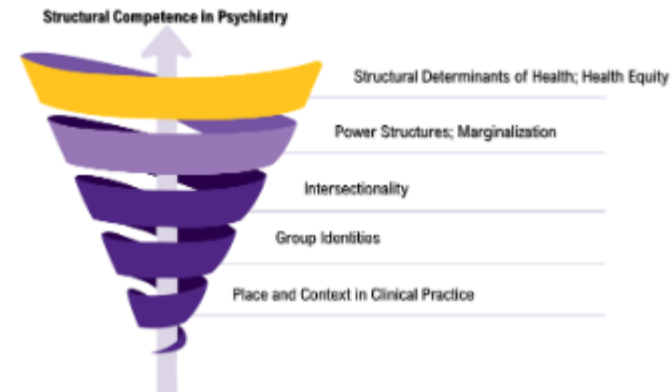 Structural Competence in Psychiatry
Structural Determinants of Health; Health Equity
Power Structures; Marginalization
Intersectionality
Group Identities
Place and Context in Clinical Practice